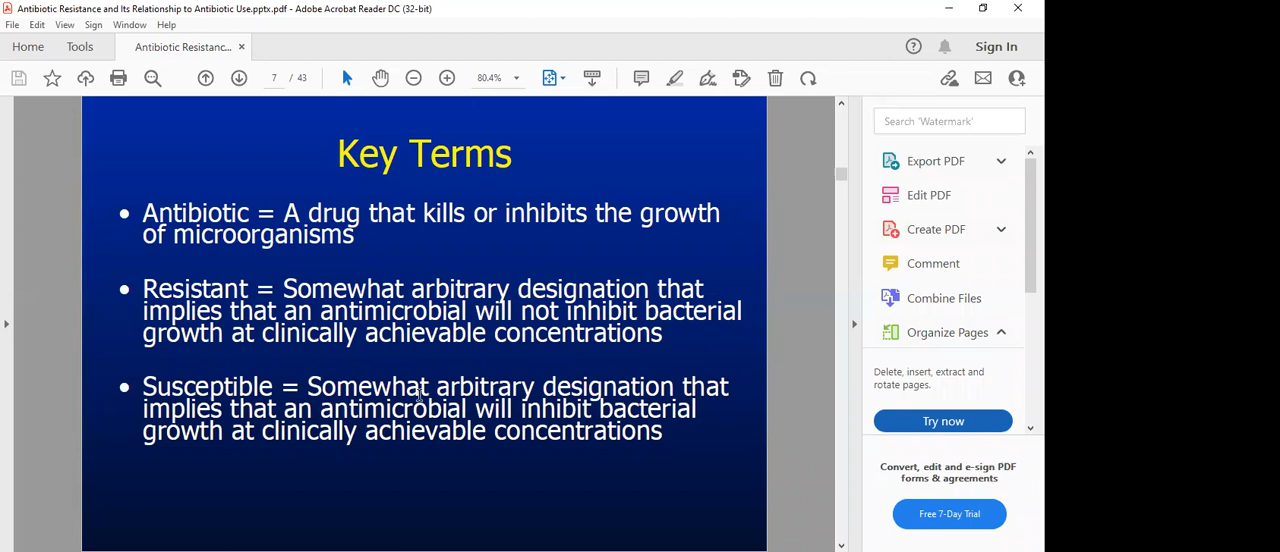 Antibiotic Resistance and Its Relationship to Antibiotic Use.pptx.pdf - Adobe Acrobat Reader DC (32-bit)
File Edit View Sign Window Help
Home Tools Antibiotic Resistanc... × Sign In
7 / 43 80.4%
Key Terms
• Antibiotic = A drug that kills or inhibits the growth
of microorganisms
• Resistant = Somewhat arbitrary designation that
implies that an antimicrobial will not inhibit bacterial
growth at clinically achievable concentrations
• Susceptible = Somewhat arbitrary designation that
implies that an antimicrobial will inhibit bacterial
growth at clinically achievable concentrations
Search 'Watermark'
Export PDF
Edit PDF
Create PDF
Comment
Combine Files
Organize Pages
Delete, insert, extract and
rotate pages.
Try now
Convert, edit and e-sign PDF
forms & agreements
Free 7-Day Trial